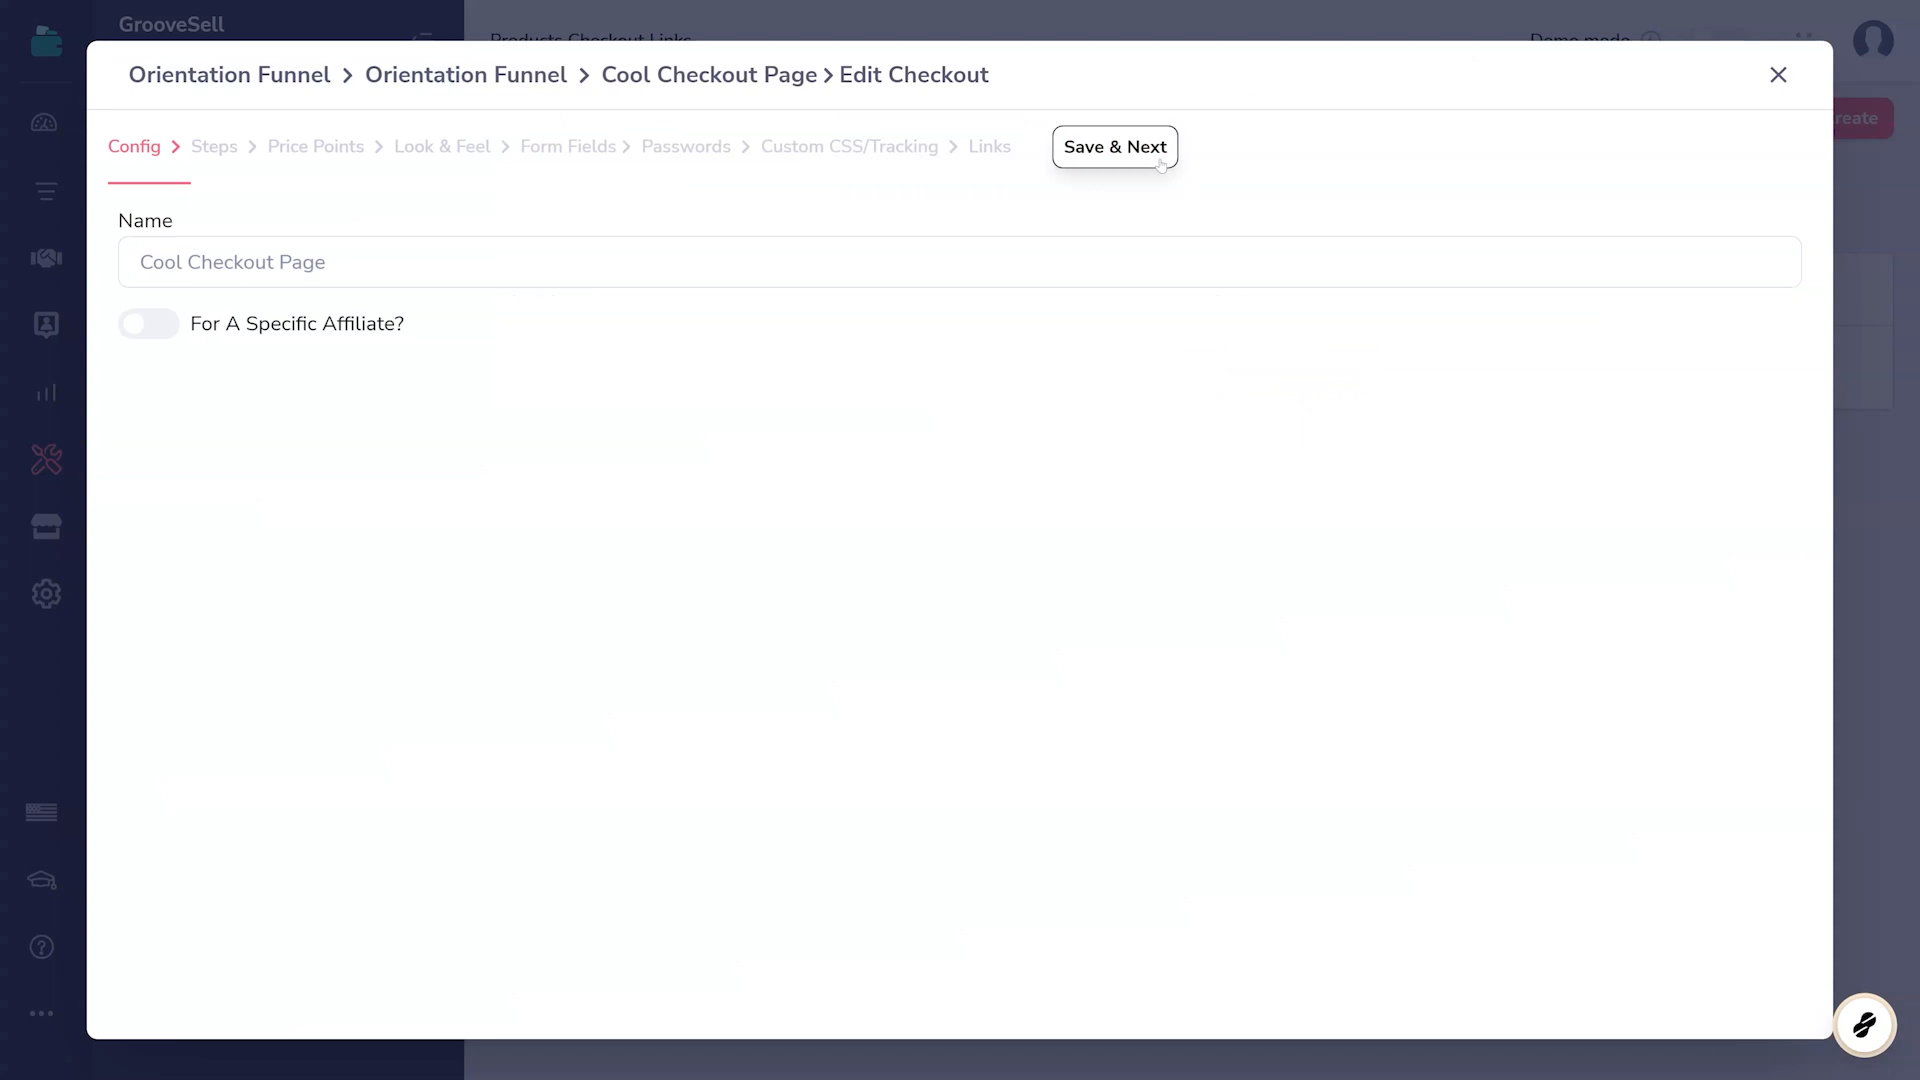 GrooveSell
Products Checkout Links
Demo mode
Orientation Funnel > Orientation Funnel > Cool Checkout Page > Edit Checkout
reate
Config > Steps > Price Points > Look & Feel > Form Fields > Passwords > Custom CSS/Tracking > Links
Save & Next
Name
Cool Checkout Page
For A Specific Affiliate?